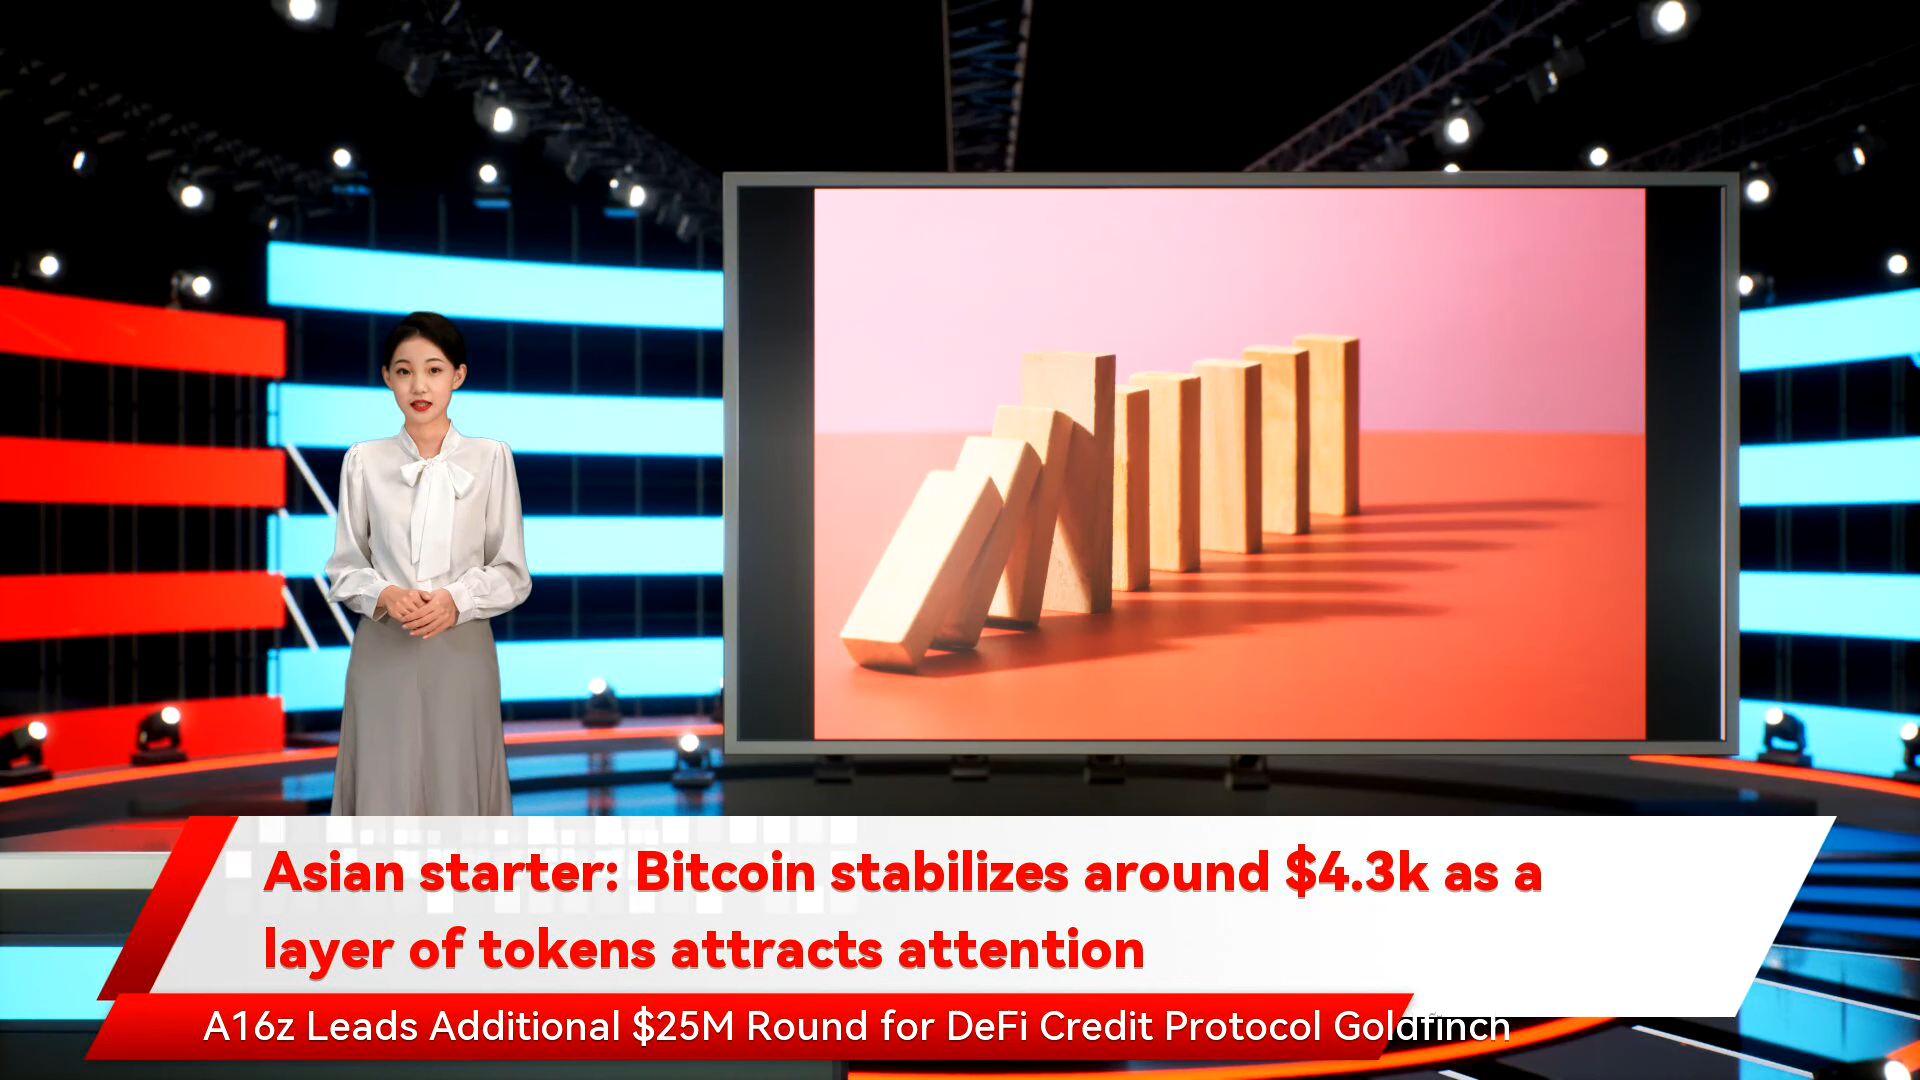 Asian starter: Bitcoin stabilizes around $4.3k as a
layer of tokens attracts attention
A16z Leads Additional $25M Round for DeFi Credit Protocol Goldfinch